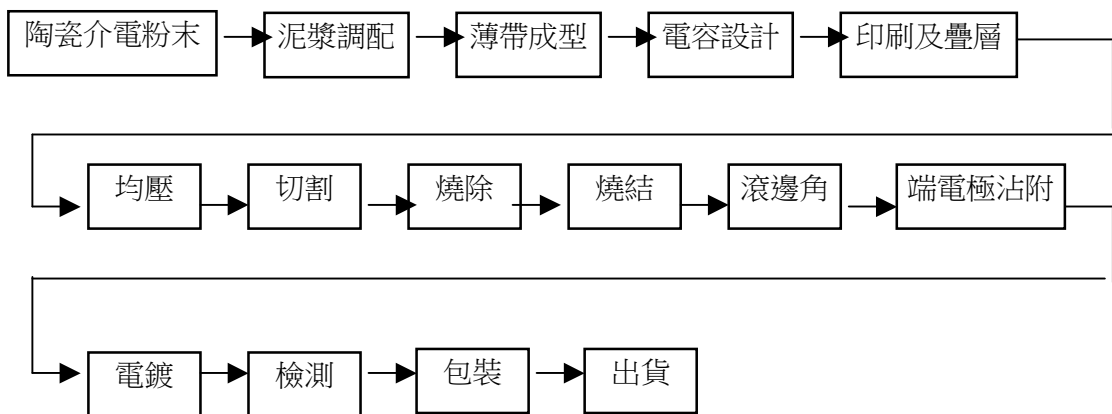 陶瓷介電粉末 泥漿調配 薄帶成型 電容設計 印刷及疊層
均壓 切割 燒除 燒結 滾邊角 端電極沾附
電鍍 檢測 包裝 出貨